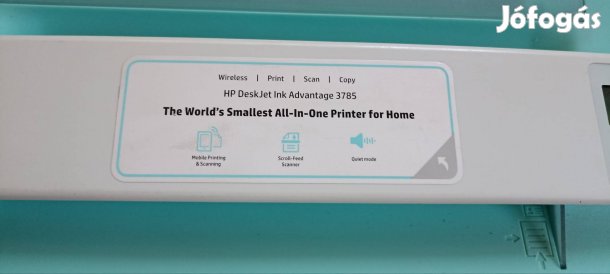 Jófogás
Wireless | Print | Scan | Copy
HP DeskJet Ink Advantage 3785
The World's Smallest All-In-One Printer for Home
Mobile Printing
& Scanning
Scroll-Feed
Scanner
Quiet mode